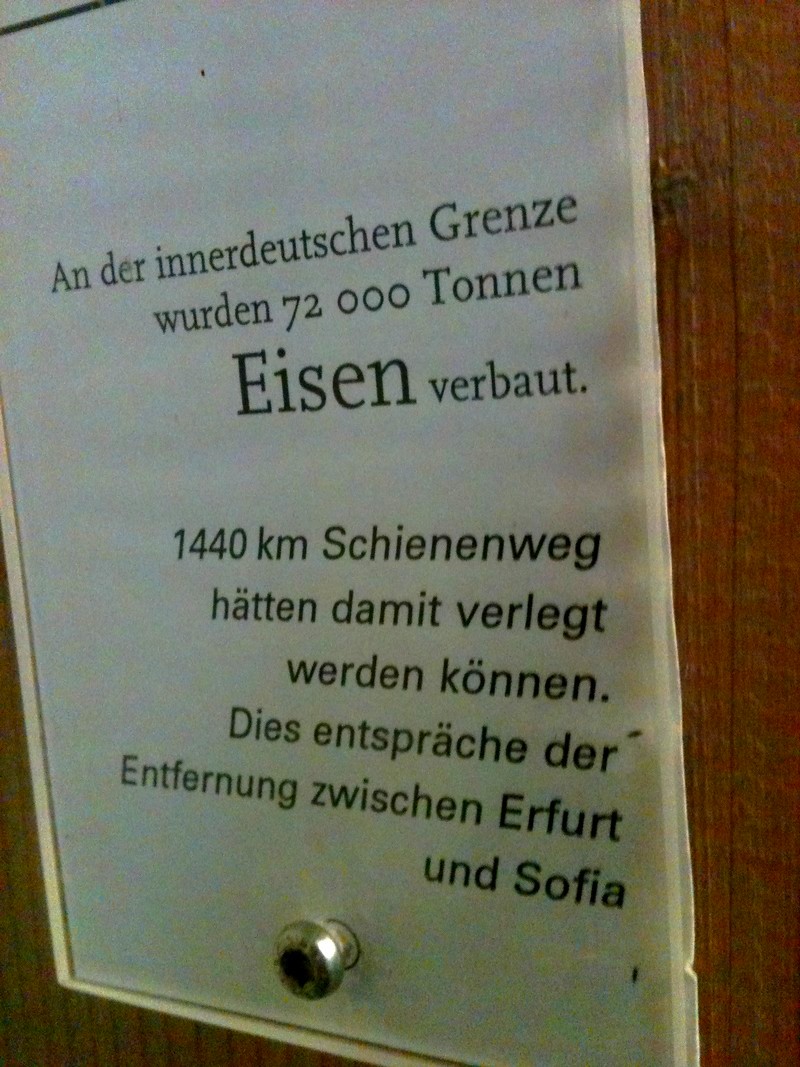 An der innerdeutschen Grenze
wurden 72 000 Tonnen
Eisen verbaut.
1440 km Schienenweg
hätten damit verlegt
werden können.
Dies entspräche der
Entfernung zwischen Erfurt
und Sofia